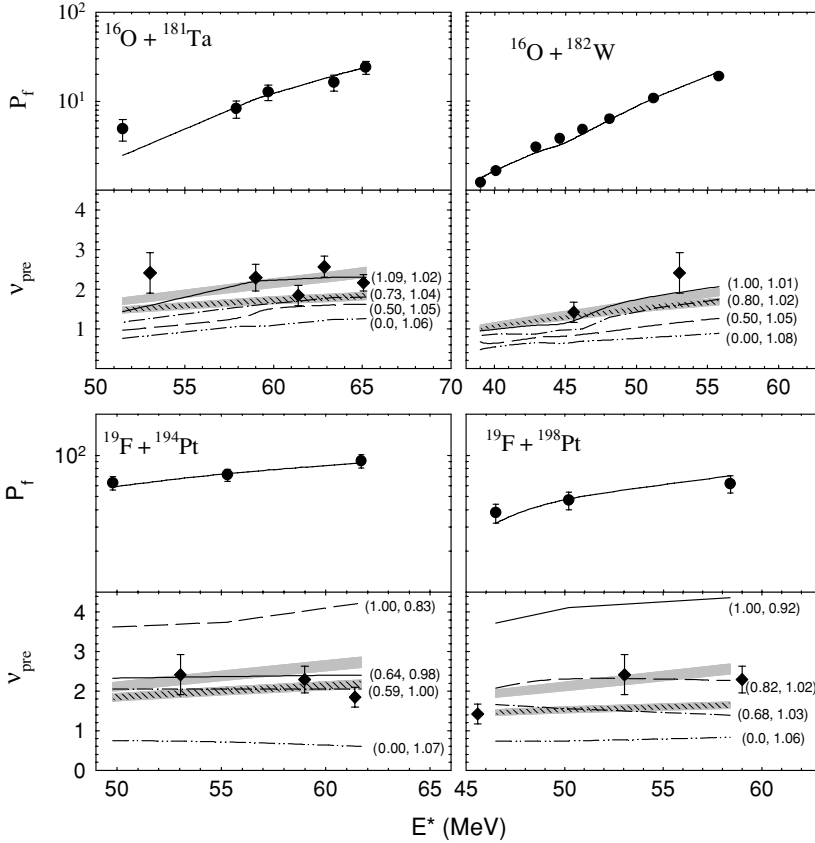 10²
¹⁶O + ¹⁸¹Ta
¹⁶O + ¹⁸²W
P_f
10¹
4
3
ν_pre
2
1
(1.09, 1.02)
(0.73, 1.04)
(0.50, 1.05)
(0.0, 1.06)
(1.00, 1.01)
(0.80, 1.02)
(0.50, 1.05)
(0.00, 1.08)
50 55 60 65 70
40 45 50 55 60
¹⁹F + ¹⁹⁴Pt
¹⁹F + ¹⁹⁸Pt
10²
P_f
4
3
ν_pre
2
1
0
(1.00, 0.83)
(0.64, 0.98)
(0.59, 1.00)
(0.00, 1.07)
(1.00, 0.92)
(0.82, 1.02)
(0.68, 1.03)
(0.0, 1.06)
50 55 60 65
45 50 55 60
E* (MeV)